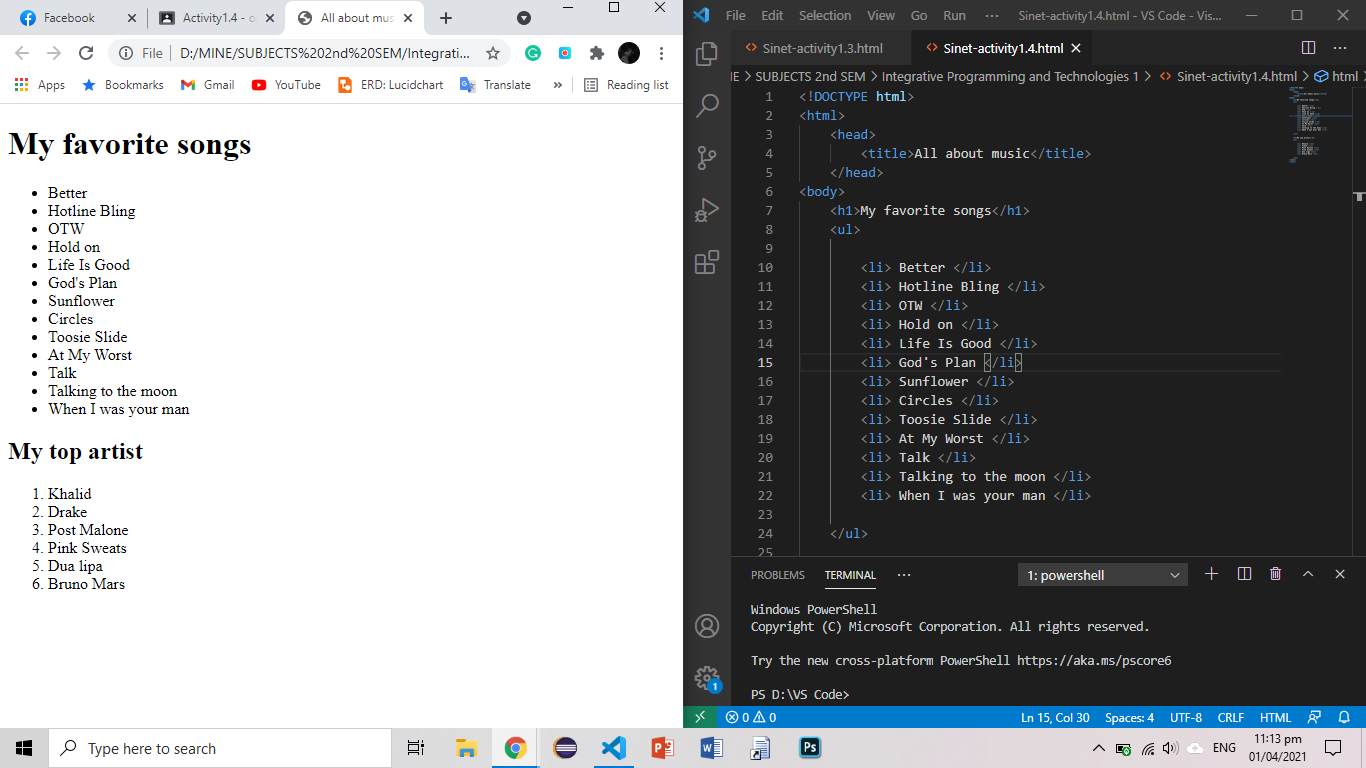 Facebook
Activity1.4 - o
All about mus
File
D:/MINE/SUBJECTS%202nd%20SEM/Integrati...
Apps
Bookmarks
Gmail
YouTube
ERD: Lucidchart
Translate
»
Reading list
My favorite songs
• Better
• Hotline Bling
• OTW
• Hold on
• Life Is Good
• God's Plan
• Sunflower
• Circles
• Toosie Slide
• At My Worst
• Talk
• Talking to the moon
• When I was your man
My top artist
1. Khalid
2. Drake
3. Post Malone
4. Pink Sweats
5. Dua lipa
6. Bruno Mars
File Edit Selection View Go Run ··· Sinet-activity1.4.html - VS Code - Vis...
<> Sinet-activity1.3.html
<> Sinet-activity1.4.html
IE > SUBJECTS 2nd SEM > Integrative Programming and Technologies 1 > <> Sinet-activity1.4.html > html >
1 <!DOCTYPE html>
2 <html>
3 <head>
4 <title>All about music</title>
5 </head>
6 <body>
7 <h1>My favorite songs</h1>
8 <ul>
9
10 <li> Better </li>
11 <li> Hotline Bling </li>
12 <li> OTW </li>
13 <li> Hold on </li>
14 <li> Life Is Good </li>
15 <li> God's Plan </li>
16 <li> Sunflower </li>
17 <li> Circles </li>
18 <li> Toosie Slide </li>
19 <li> At My Worst </li>
20 <li> Talk </li>
21 <li> Talking to the moon </li>
22 <li> When I was your man </li>
23
24 </ul>
25
PROBLEMS TERMINAL ··· 1: powershell
Windows PowerShell
Copyright (C) Microsoft Corporation. All rights reserved.
Try the new cross-platform PowerShell https://aka.ms/pscore6
PS D:\VS Code>
1
0 0 Ln 15, Col 30 Spaces: 4 UTF-8 CRLF HTML
Type here to search
Ps
ENG
11:13 pm
01/04/2021